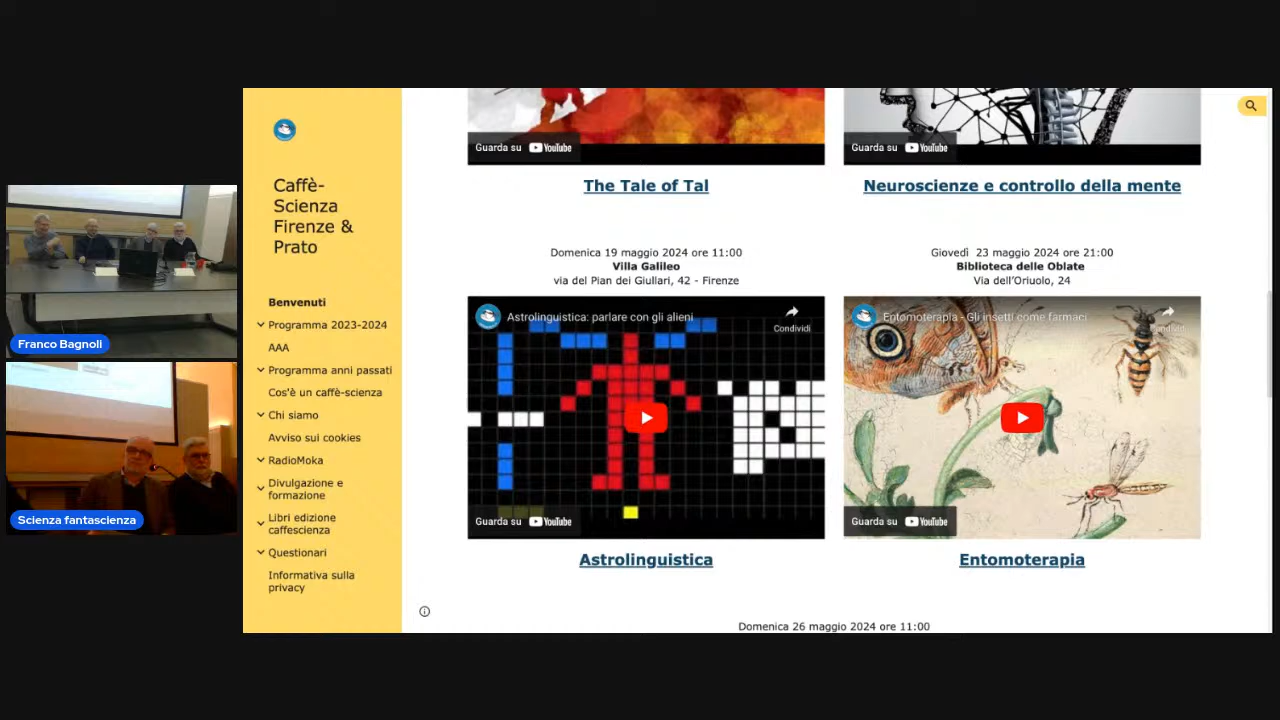 Franco Bagnoli
Scienza fantascienza
Caffè-
Scienza
Firenze &
Prato
Benvenuti
Programma 2023-2024
AAA
Programma anni passati
Cos'è un caffè-scienza
Chi siamo
Avviso sui cookies
RadioMoka
Divulgazione e
formazione
Libri edizione
caffescienza
Questionari
Informativa sulla
privacy
Guarda su YouTube
Guarda su YouTube
The Tale of Tal
Neuroscienze e controllo della mente
Domenica 19 maggio 2024 ore 11:00
Villa Galileo
via del Pian dei Giullari, 42 - Firenze
Giovedì 23 maggio 2024 ore 21:00
Biblioteca delle Oblate
Via dell'Oriuolo, 24
Astrolinguistica: parlare con gli alieni
Condividi
Guarda su YouTube
Entomoterapia - Gli insetti come farmaci
Condividi
Guarda su YouTube
Astrolinguistica
Entomoterapia
Domenica 26 maggio 2024 ore 11:00